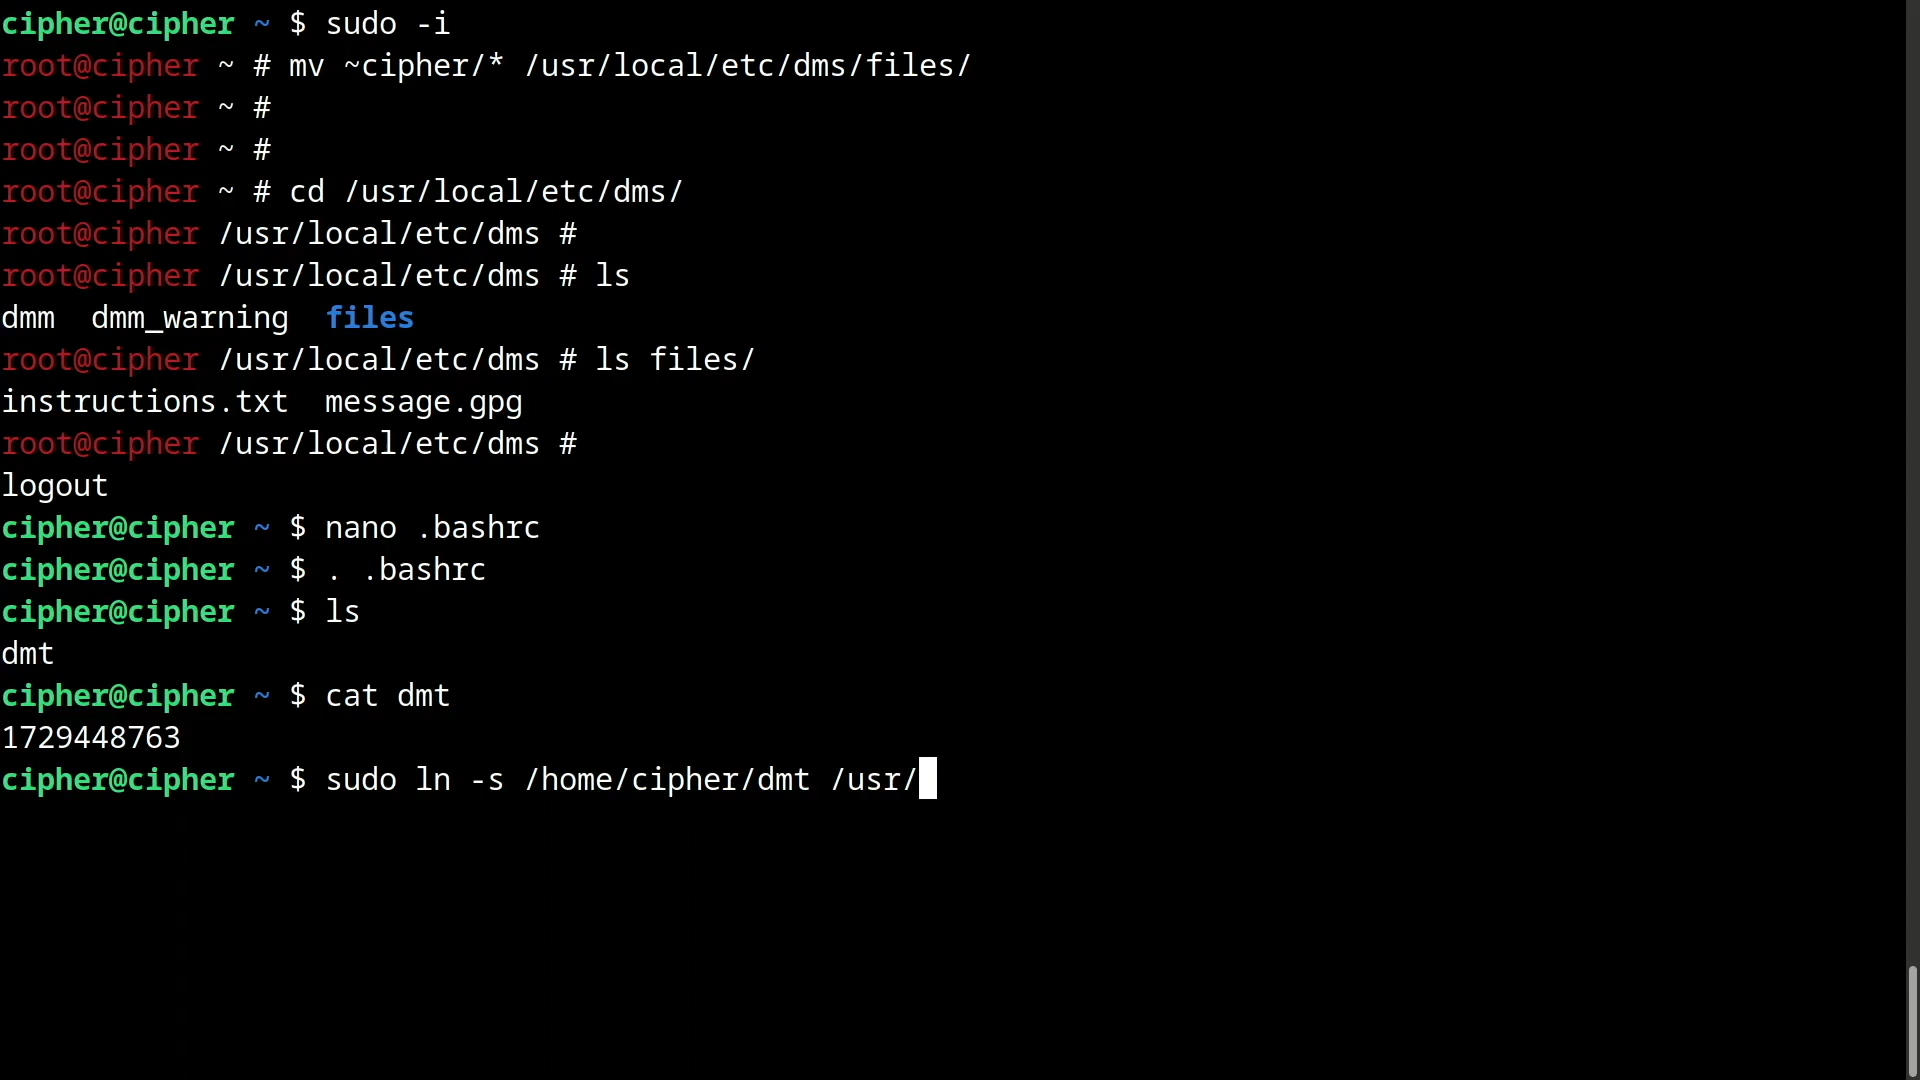 cipher@cipher ~ $ sudo -i
root@cipher ~ # mv ~cipher/* /usr/local/etc/dms/files/
root@cipher ~ #
root@cipher ~ #
root@cipher ~ # cd /usr/local/etc/dms/
root@cipher /usr/local/etc/dms #
root@cipher /usr/local/etc/dms # ls
dmm  dmm_warning  files
root@cipher /usr/local/etc/dms # ls files/
instructions.txt  message.gpg
root@cipher /usr/local/etc/dms #
logout
cipher@cipher ~ $ nano .bashrc
cipher@cipher ~ $ . .bashrc
cipher@cipher ~ $ ls
dmt
cipher@cipher ~ $ cat dmt
1729448763
cipher@cipher ~ $ sudo ln -s /home/cipher/dmt /usr/